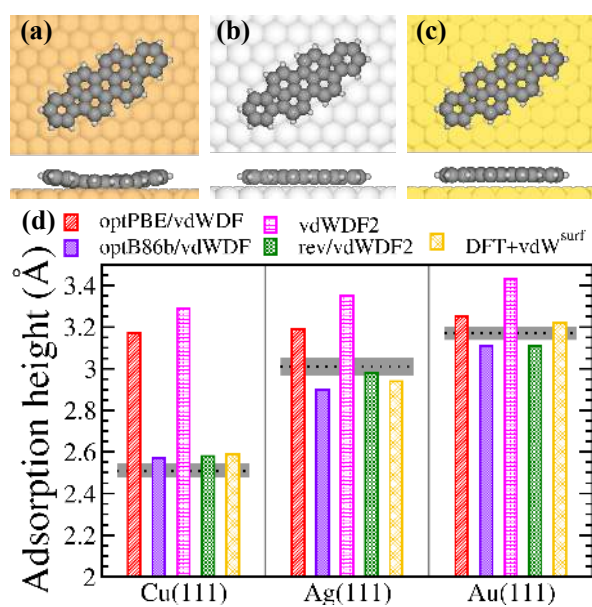 (a)
(b)
(c)
(d)
optPBE/vdWDF
vdWDF2
optB86b/vdWDF
rev/vdWDF2
DFT+vdW^surf
Adsorption height (Å)
3.4
3.2
3
2.8
2.6
2.4
2.2
2
Cu(111)
Ag(111)
Au(111)